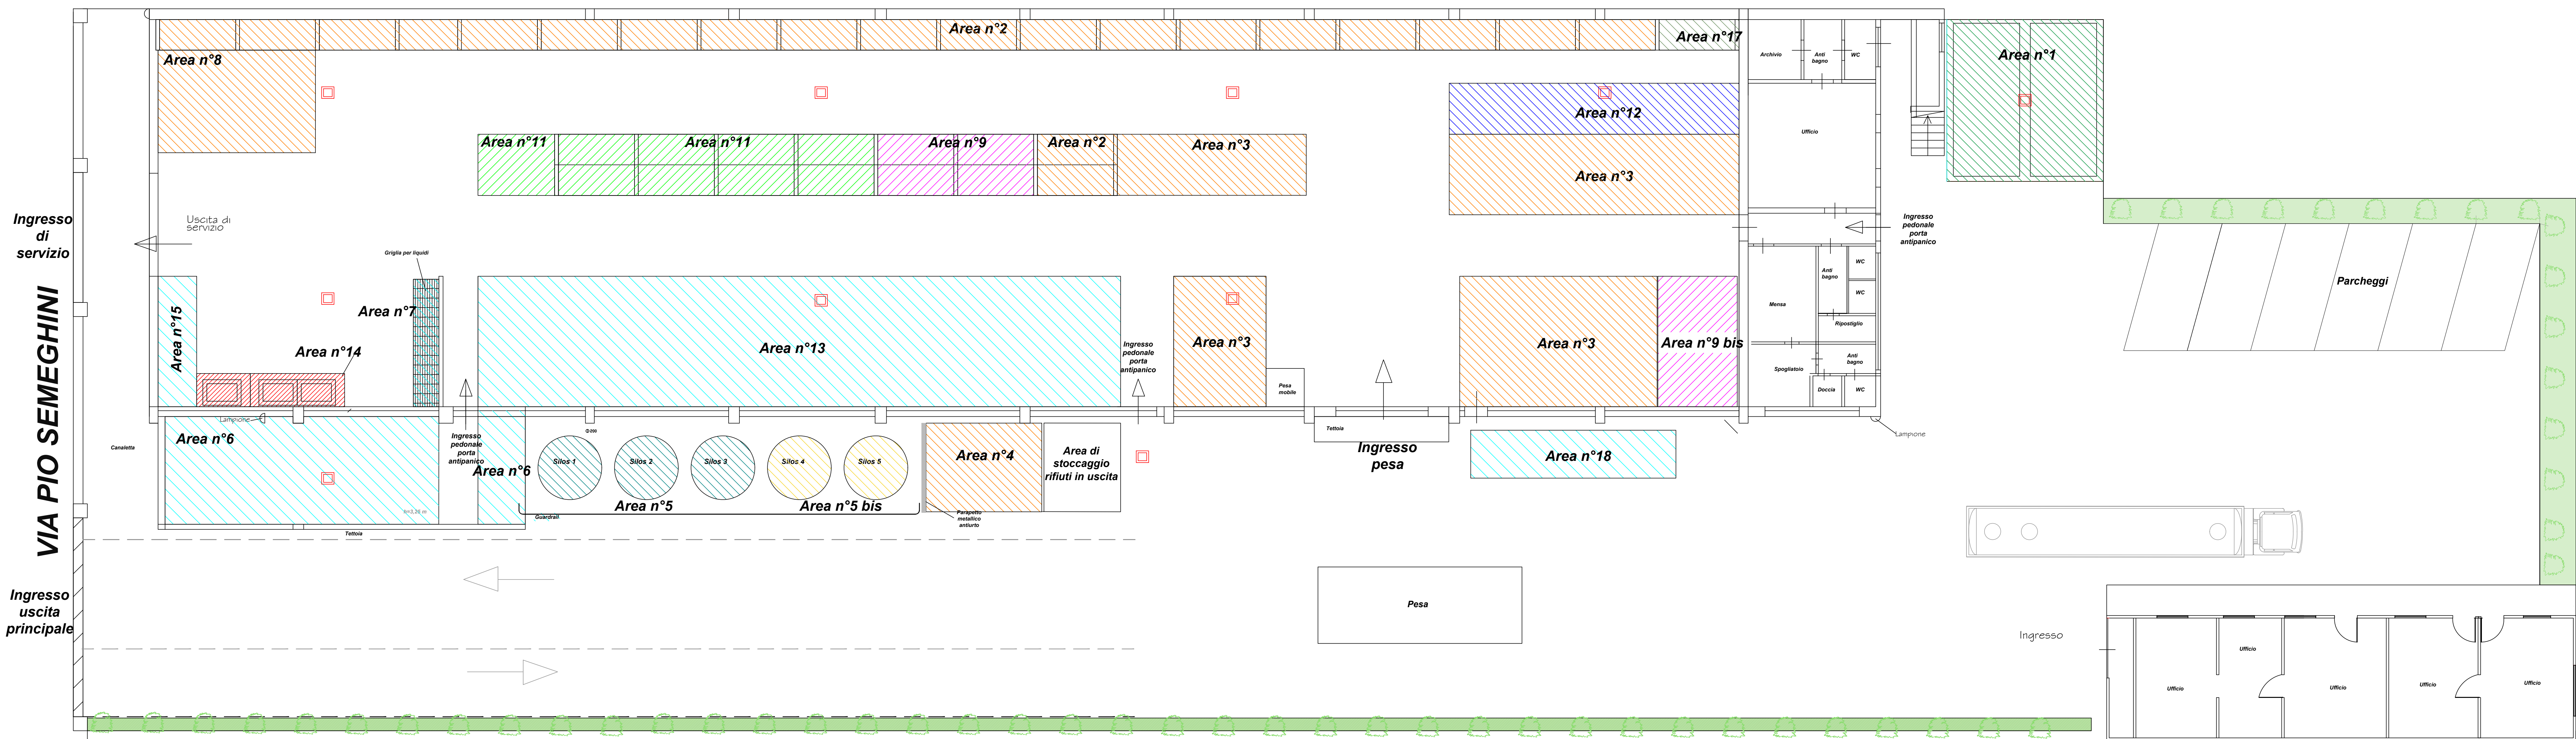 Area n°2
Area n°17
Area n°8
Archivio
Anti
bagno
WC
Area n°1
Area n°12
Area n°11
Area n°11
Area n°9
Area n°2
Area n°3
Ufficio
Area n°3
Ingresso
di
servizio
Uscita di
servizio
Ingresso
pedonale
porta
antipanico
Griglia per liquidi
Anti
bagno
WC
WC
Parcheggi
VIA PIO SEMEGHINI
Area n°15
Area n°7
Area n°14
Area n°13
Ingresso
pedonale
porta
antipanico
Area n°3
Pesa
mobile
Area n°3
Area n°9 bis
Mensa
Ripostiglio
Anti
bagno
Spogliatoio
Doccia
WC
Lampione
Canaletta
Area n°6
Ingresso
pedonale
porta
antipanico
Area n°6
Silos 1
Silos 2
Silos 3
Silos 4
Silos 5
Area n°4
Area di
stoccaggio
rifiuti in uscita
Tettoia
Ingresso
pesa
Area n°18
Lampione
Area n°5
Area n°5 bis
Guardrail
Parapetto
metallico
antiurto
Tettoia
Ingresso
uscita
principale
Pesa
Ingresso
Ufficio
Ufficio
Ufficio
Ufficio
Ufficio